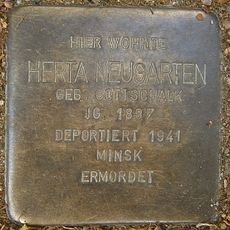 HIER WOHNTE
HERTA NEUGARTEN
GEB. GOTTSCHALK
JG. 1897
DEPORTIERT 1941
MINSK
ERMORDET